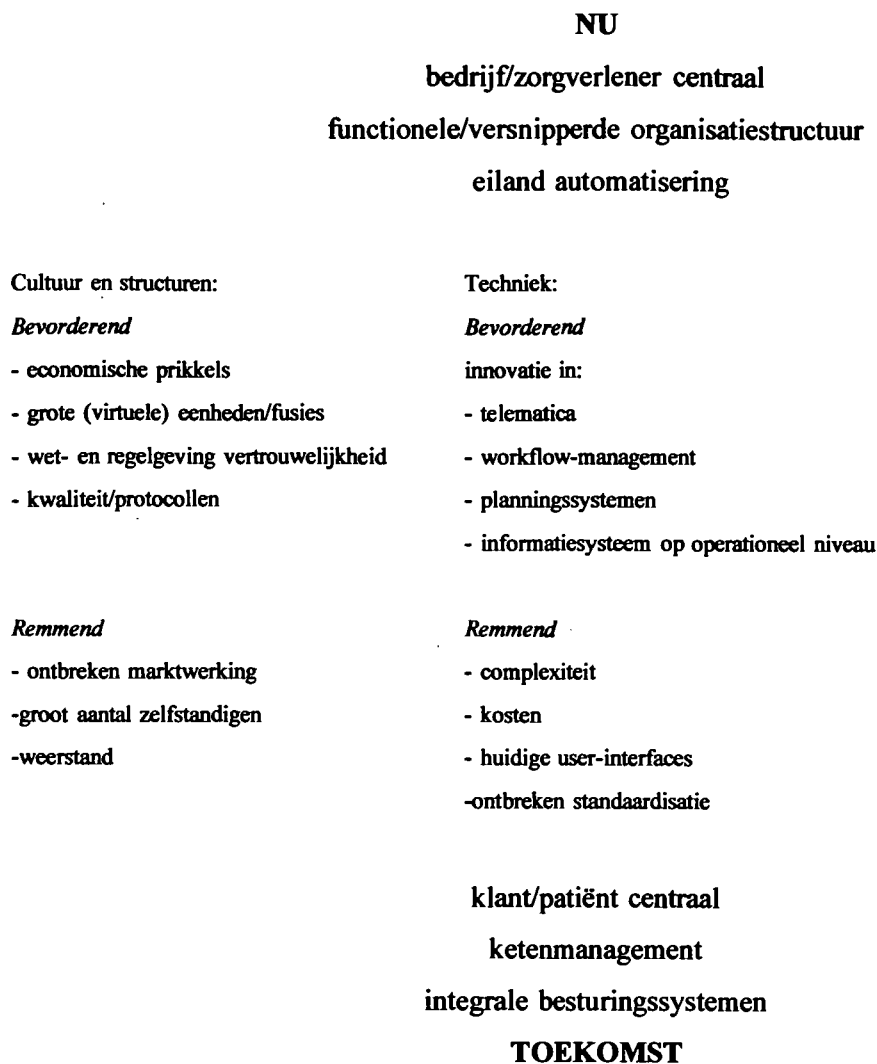 NU
bedrijf/zorgverlener centraal
functionele/versnipperde organisatiestructuur
eiland automatisering
Cultuur en structuren:
Bevorderend
- economische prikkels
- grote (virtuele) eenheden/fusies
- wet- en regelgeving vertrouwelijkheid
- kwaliteit/protocollen
Techniek:
Bevorderend
innovatie in:
- telematica
- workflow-management
- planningssystemen
- informatiesysteem op operationeel niveau
Remmend
- ontbreken marktwerking
-groot aantal zelfstandigen
-weerstand
Remmend
- complexiteit
- kosten
- huidige user-interfaces
-ontbreken standaardisatie
klant/patiënt centraal
ketenmanagement
integrale besturingssystemen
TOEKOMST